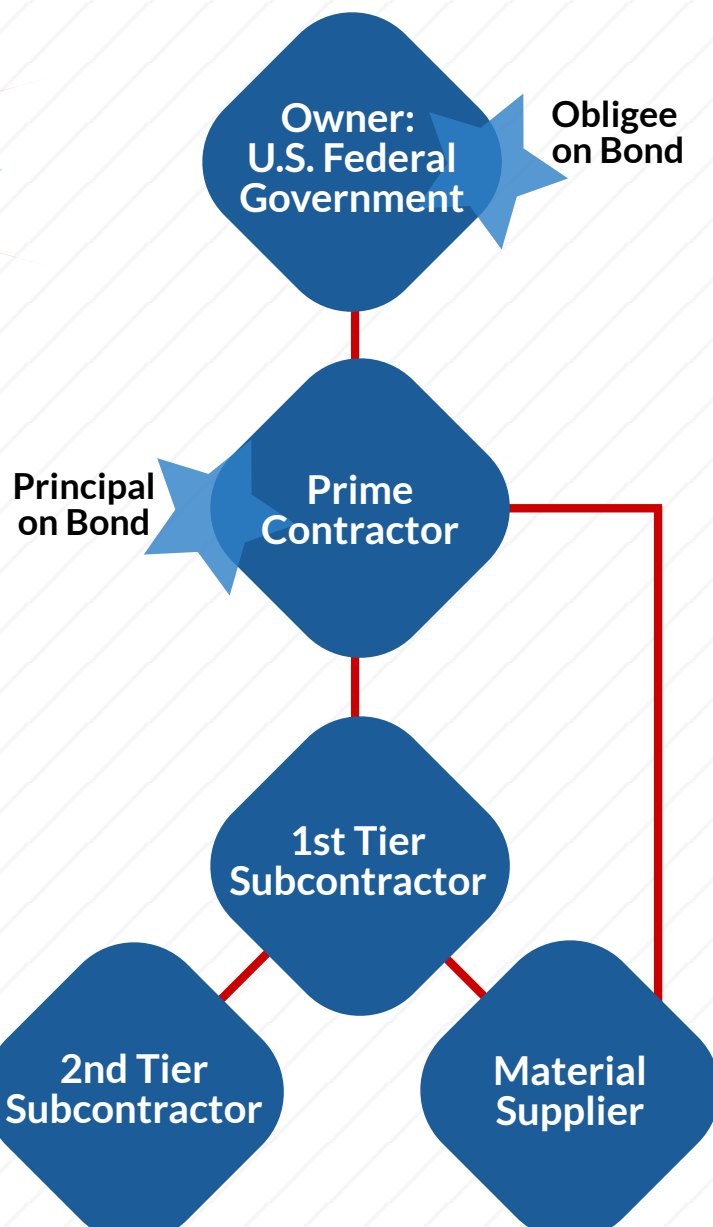 Owner:
U.S. Federal
Government
Obligee
on Bond
Principal
on Bond
Prime
Contractor
1st Tier
Subcontractor
2nd Tier
Subcontractor
Material
Supplier